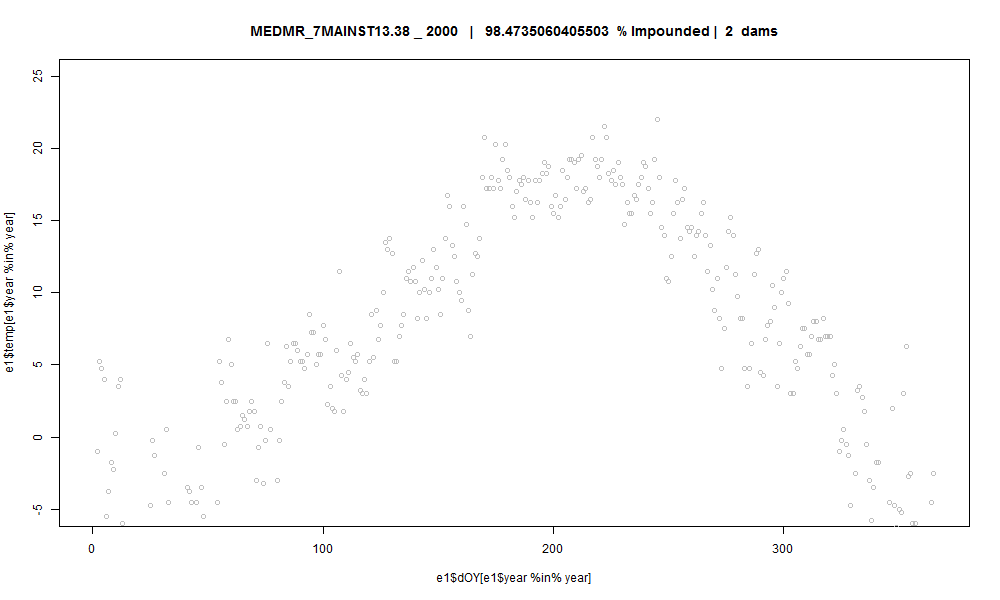 MEDMR_7MAINST13.38 _ 2000 | 98.4735060405503 % Impounded | 2 dams
e1$temp[e1$year %in% year]
25
20
15
10
5
0
-5
0 100 200 300
e1$dOY[e1$year %in% year]